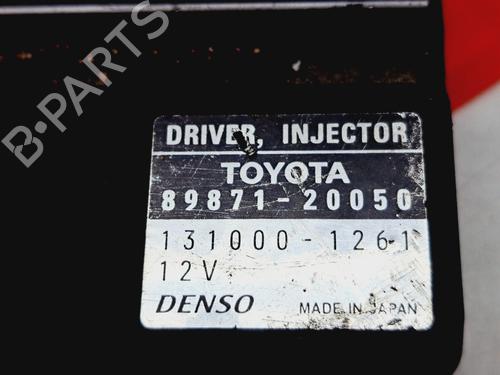 B-PARTS
DRIVER, INJECTOR
TOYOTA
89871-20050
131000-1261
12V
DENSO MADE IN JAPAN